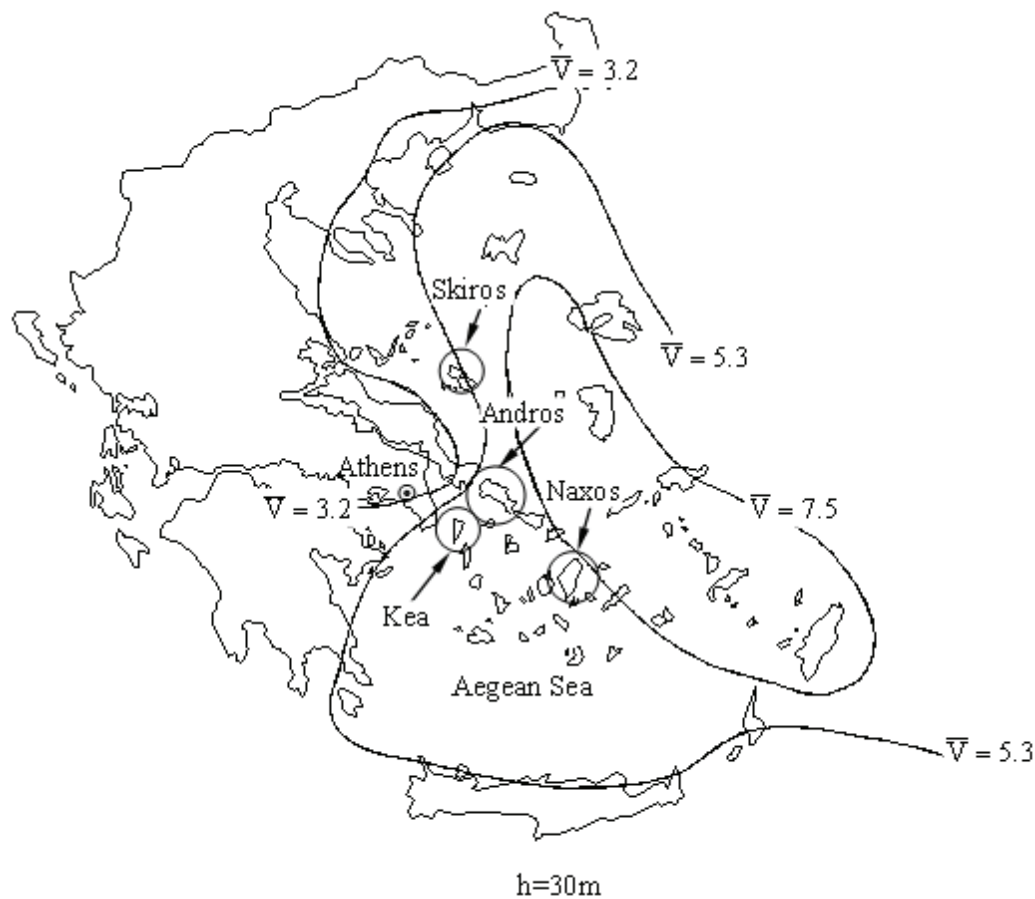 V̅ = 3.2
Skiros
V̅ = 5.3
Andros
Athens
Naxos
V̅ = 3.2
V̅ = 7.5
Kea
Aegean Sea
V̅ = 5.3
h=30m